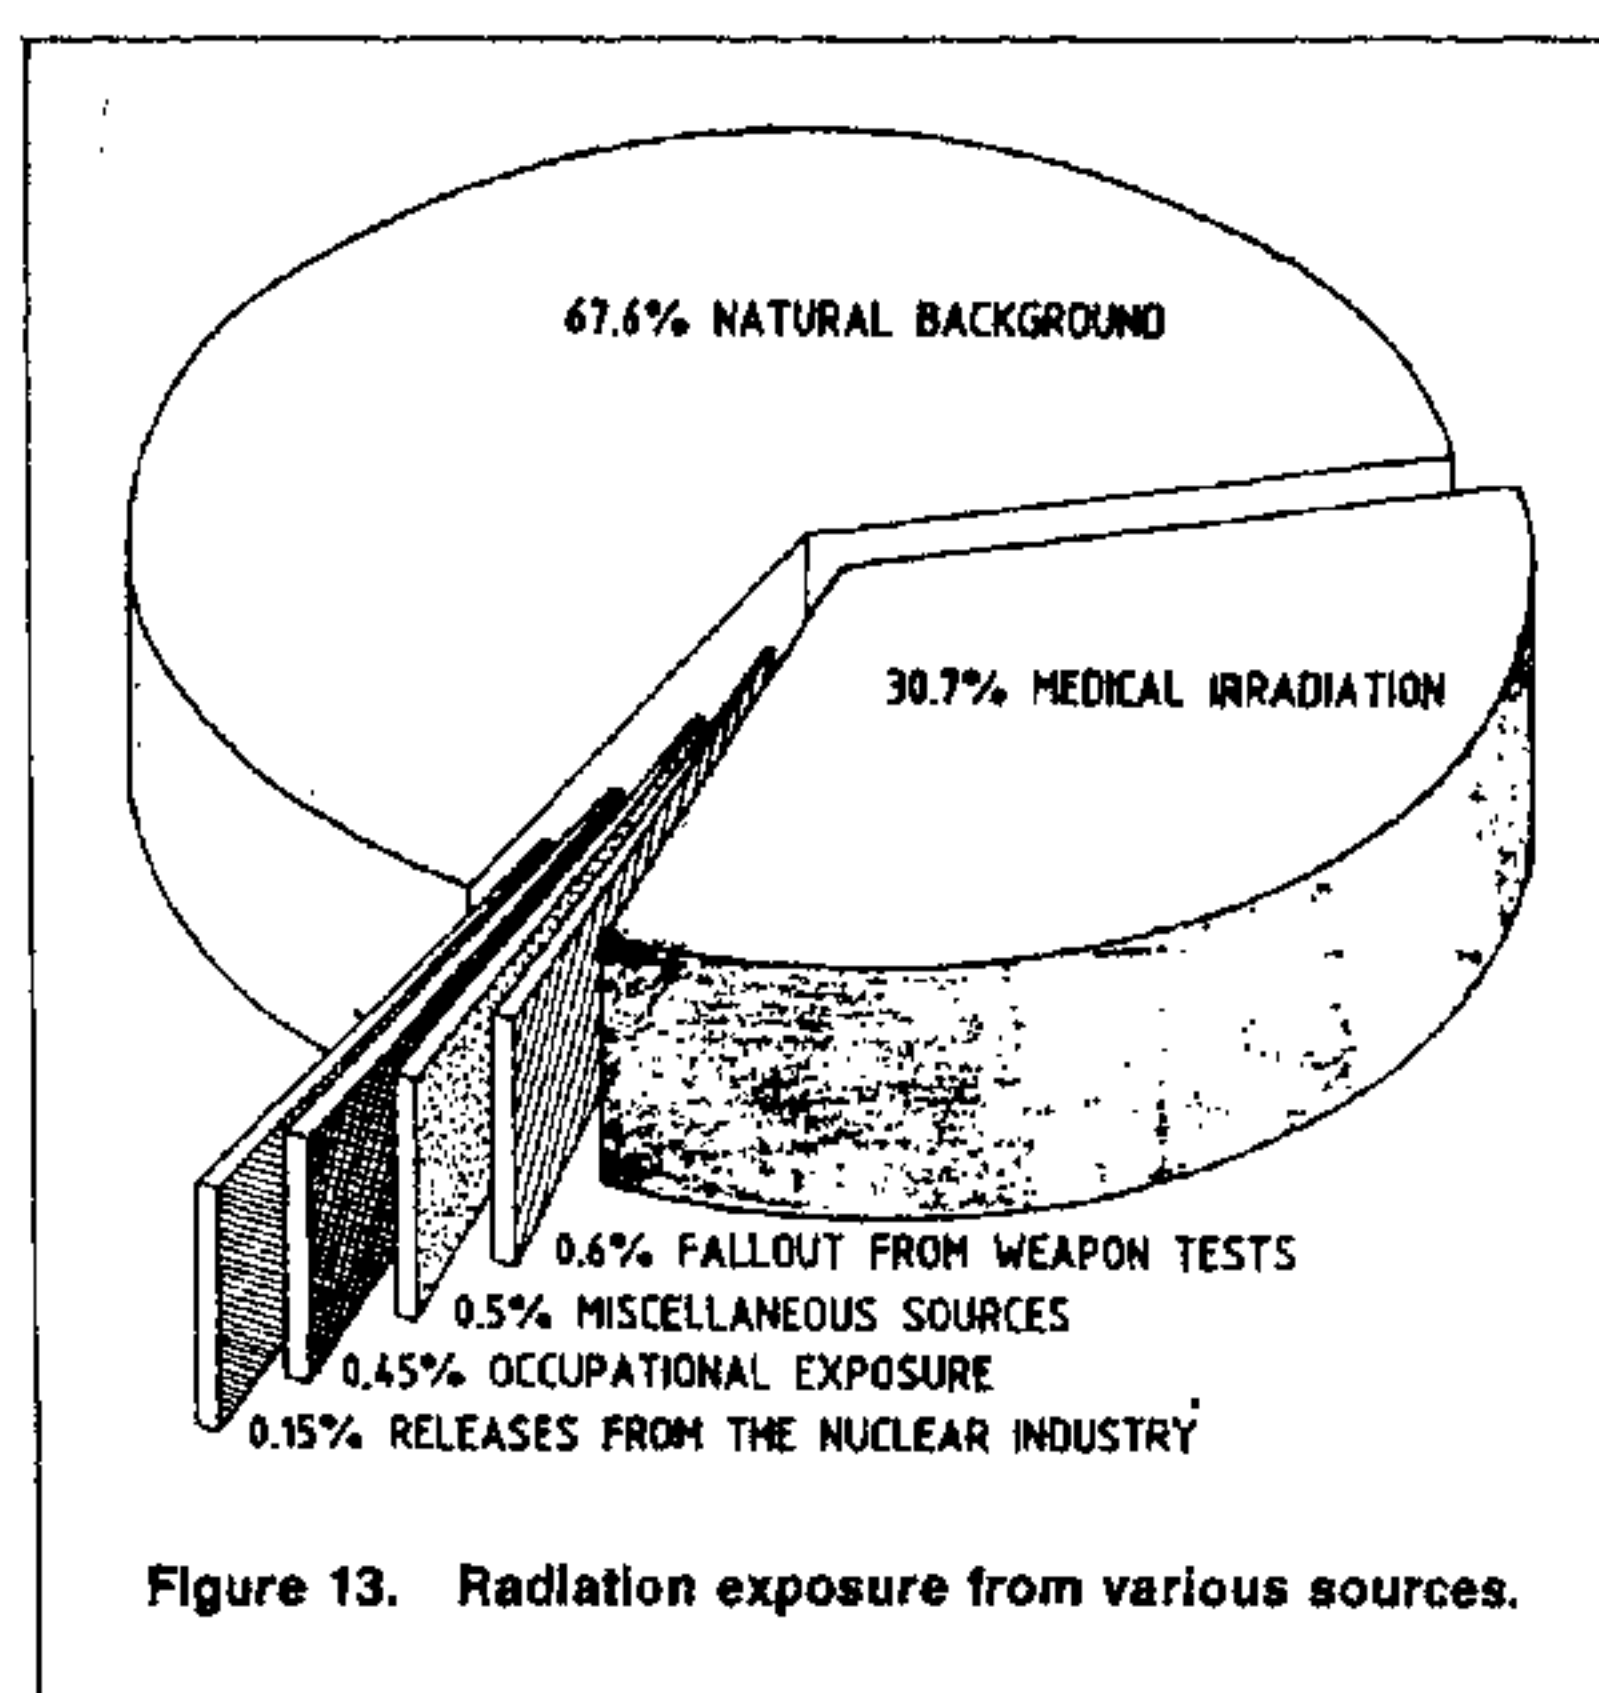 67.6% NATURAL BACKGROUND
30.7% MEDICAL IRRADIATION
0.6% FALLOUT FROM WEAPON TESTS
0.5% MISCELLANEOUS SOURCES
0.45% OCCUPATIONAL EXPOSURE
0.15% RELEASES FROM THE NUCLEAR INDUSTRY
Figure 13. Radiation exposure from various sources.